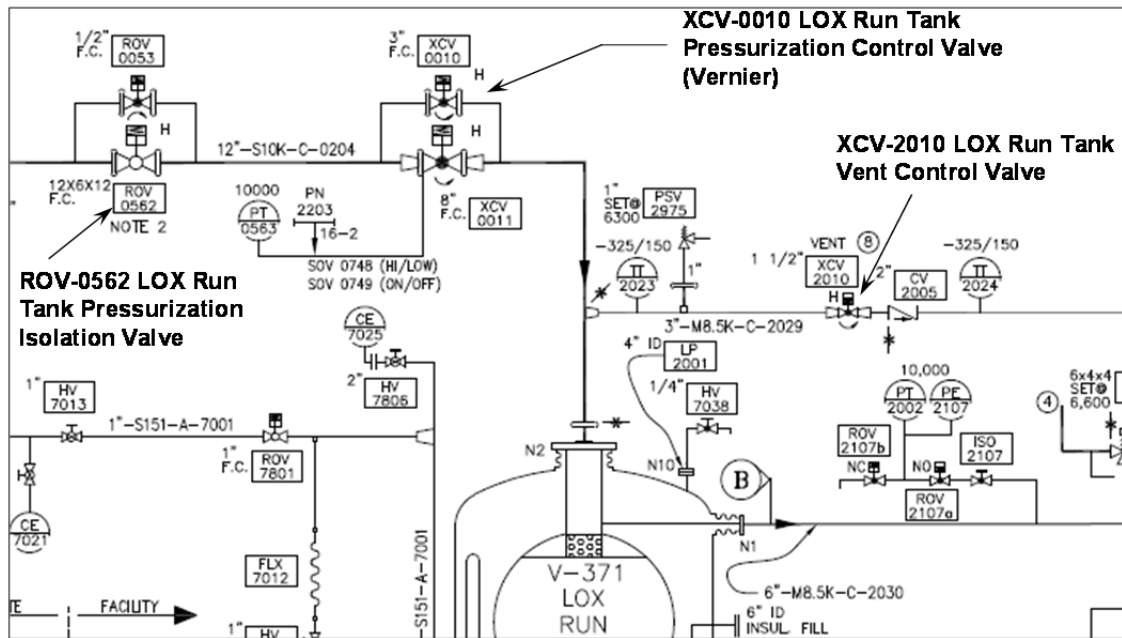 XCV-0010 LOX Run Tank
Pressurization Control Valve
(Vernier)
1/2"
F.C.
ROV
0053
3"
F.C.
XCV
0010
H
H
H
12"-S10K-C-0204
XCV-2010 LOX Run Tank
Vent Control Valve
12X6X12
F.C.
ROV
0562
NOTE 2
10000
PT
0563
PN
2203
16-2
8"
F.C.
XCV
0011
1"
SET@
6300
PSV
2975
SOV 0748 (HI/LOW)
SOV 0749 (ON/OFF)
ROV-0562 LOX Run
Tank Pressurization
Isolation Valve
-325/150
TT
2023
1"
VENT
8
1 1/2"
XCV
2010
H
2"
CV
2005
-325/150
TT
2024
3"-M8.5K-C-2029
CE
7025
2"
HV
7806
4" ID
LP
2001
1/4"
HV
7038
1"
HV
7013
1"-S151-A-7001
1"
F.C.
ROV
7801
10,000
PT
2002
PE
2107
4
6x4x4
SET@
6,600
ROV
2107b
NC
NO
ISO
2107
ROV
2107a
N2
N10
B
N1
CE
7021
H
FLX
7012
-S151-A-7001
V-371
LOX
RUN
6"-M8.5K-C-2030
FACILITY
1"
HV
6" ID
INSUL. FILL